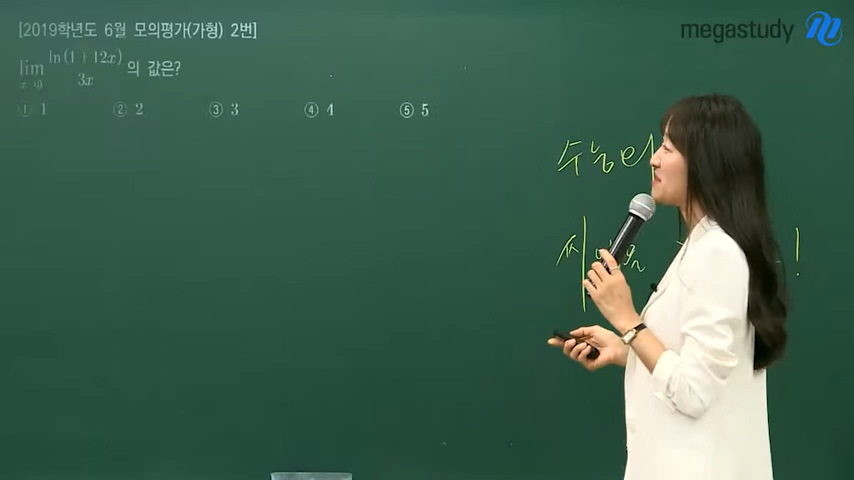 [2019학년도 6월 모의평가(가형) 2번]
megastudy
lim x→0 ln(1+12x)/3x 의 값은?
① 1 ② 2 ③ 3 ④ 4 ⑤ 5
수능
!